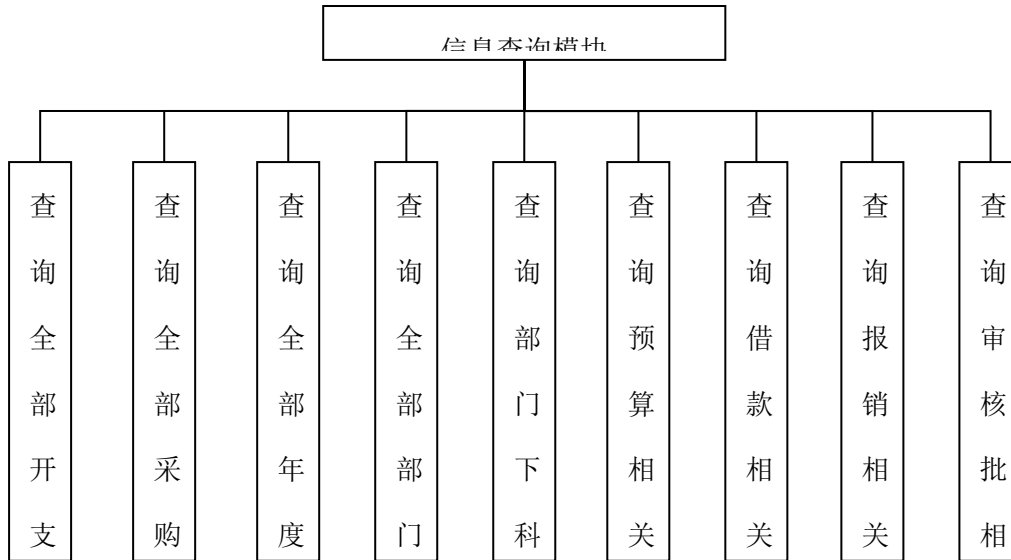 信息查询模块
查询全部开支
查询全部采购
查询全部年度
查询全部部门
查询部门下科
查询预算相关
查询借款相关
查询报销相关
查询审核批相